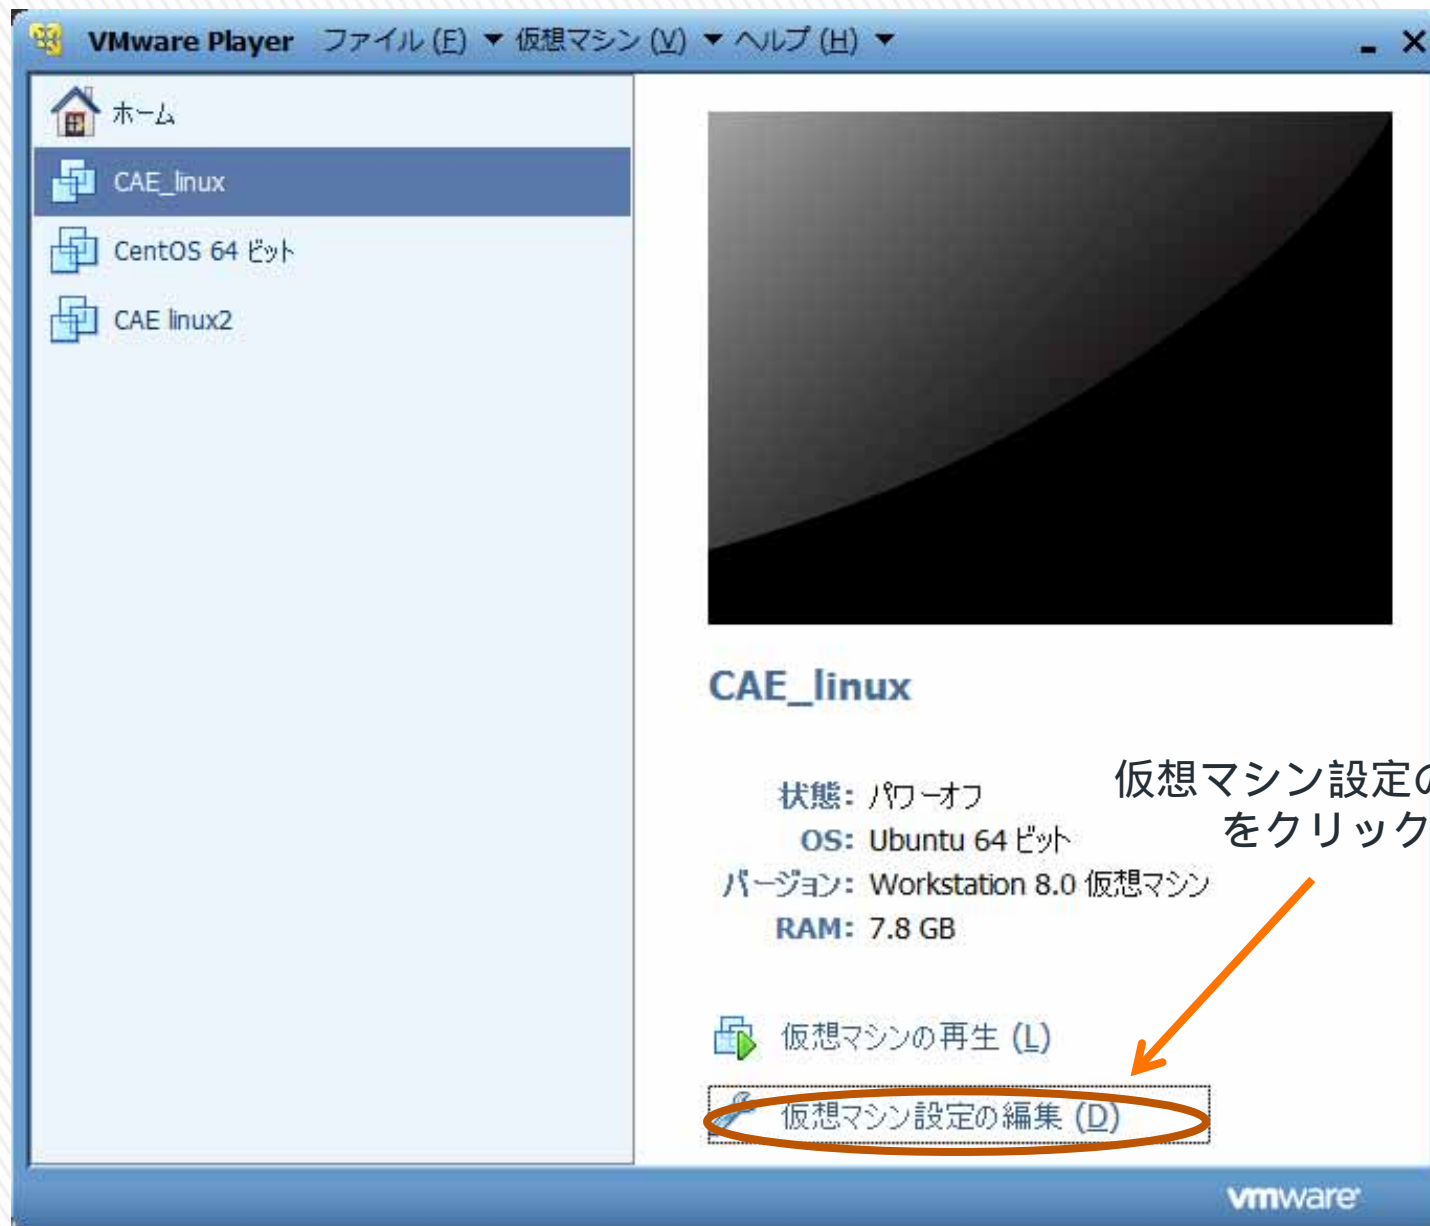 VMware Player ファイル (F) ▼ 仮想マシン (V) ▼ ヘルプ (H) ▼
ホーム
CAE_linux
CentOS 64 ビット
CAE linux2
CAE_linux
仮想マシン設定の
をクリック
状態: パワーオフ
OS: Ubuntu 64 ビット
バージョン: Workstation 8.0 仮想マシン
RAM: 7.8 GB
仮想マシンの再生 (L)
仮想マシン設定の編集 (D)
vmware